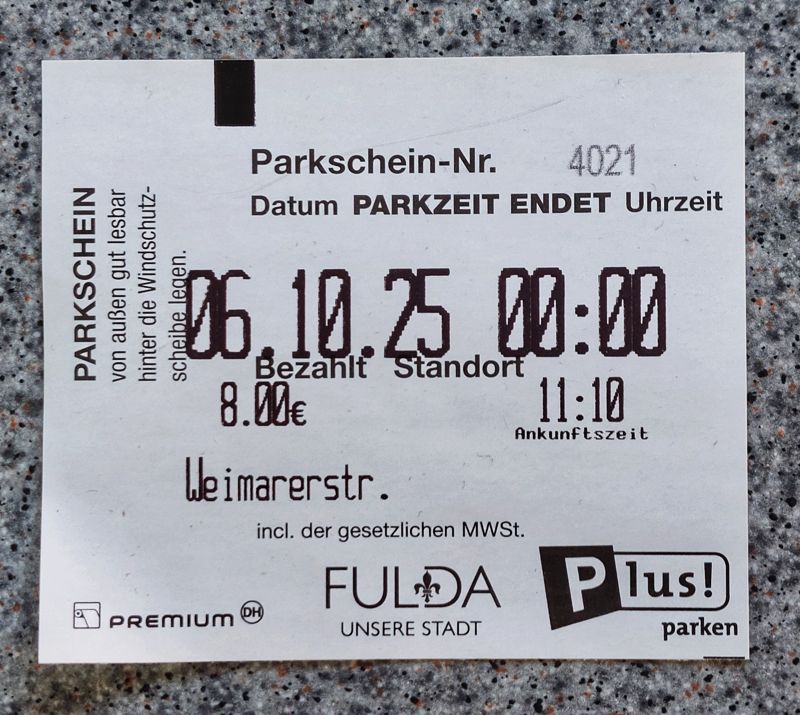 PARKSCHEIN
von außen gut lesbar
hinter die Windschutz-
scheibe legen.
Parkschein-Nr. 4021
Datum PARKZEIT ENDET Uhrzeit
06.10.25 00:00
Bezahlt Standort
8.00€ 11:10
Ankunftszeit
Weimarerstr.
incl. der gesetzlichen MWSt.
PREMIUM DH
FULDA
UNSERE STADT
Plus!
parken